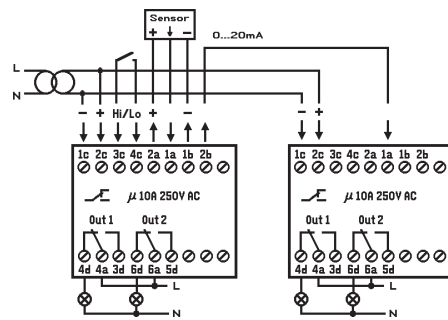 Sensor
+ ↓ −
0...20mA
L
N
− + Hi/Lo + −
− +
1c 2c 3c 4c 2a 1a 1b 2b
1c 2c 3c 4c 2a 1a 1b 2b
μ 10A 250V AC
μ 10A 250V AC
Out 1 Out 2
Out 1 Out 2
4d 4a 3d 6d 6a 5d
4d 4a 3d 6d 6a 5d
L
L
N
N